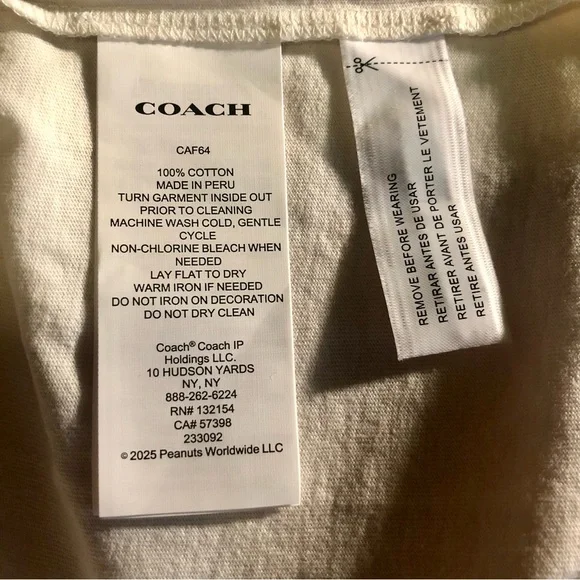 COACH
CAF64
100% COTTON
MADE IN PERU
TURN GARMENT INSIDE OUT
PRIOR TO CLEANING
MACHINE WASH COLD, GENTLE
CYCLE
NON-CHLORINE BLEACH WHEN
NEEDED
LAY FLAT TO DRY
WARM IRON IF NEEDED
DO NOT IRON ON DECORATION
DO NOT DRY CLEAN
Coach® Coach IP
Holdings LLC.
10 HUDSON YARDS
NY, NY
888-262-6224
RN# 132154
CA# 57398
233092
© 2025 Peanuts Worldwide LLC
REMOVE BEFORE WEARING
RETIRAR ANTES DE USAR
RETIRER AVANT DE PORTER LE VETEMENT
RETIRE ANTES USAR